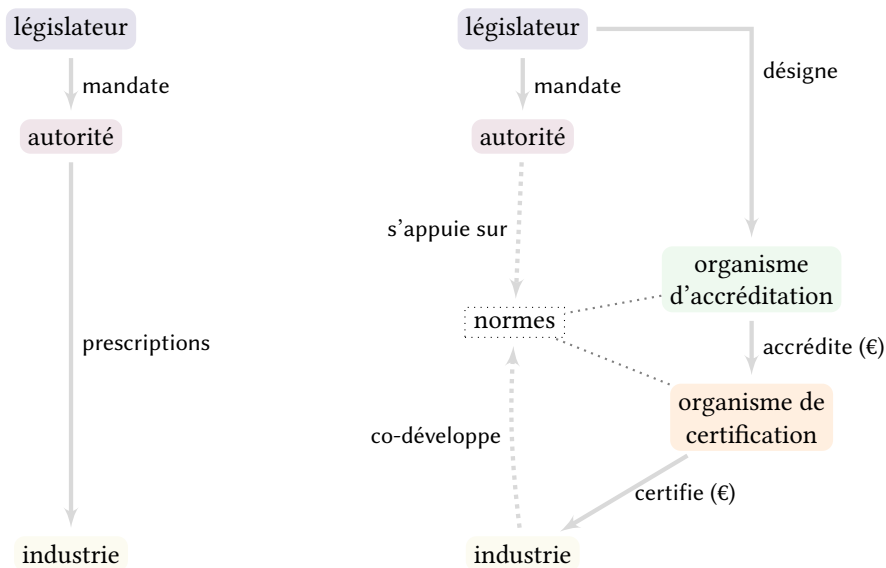 législateur
mandate
autorité
prescriptions
industrie
législateur
mandate
désigne
autorité
s'appuie sur
organisme
d'accréditation
normes
accrédite (€)
organisme de
certification
co-développe
certifie (€)
industrie